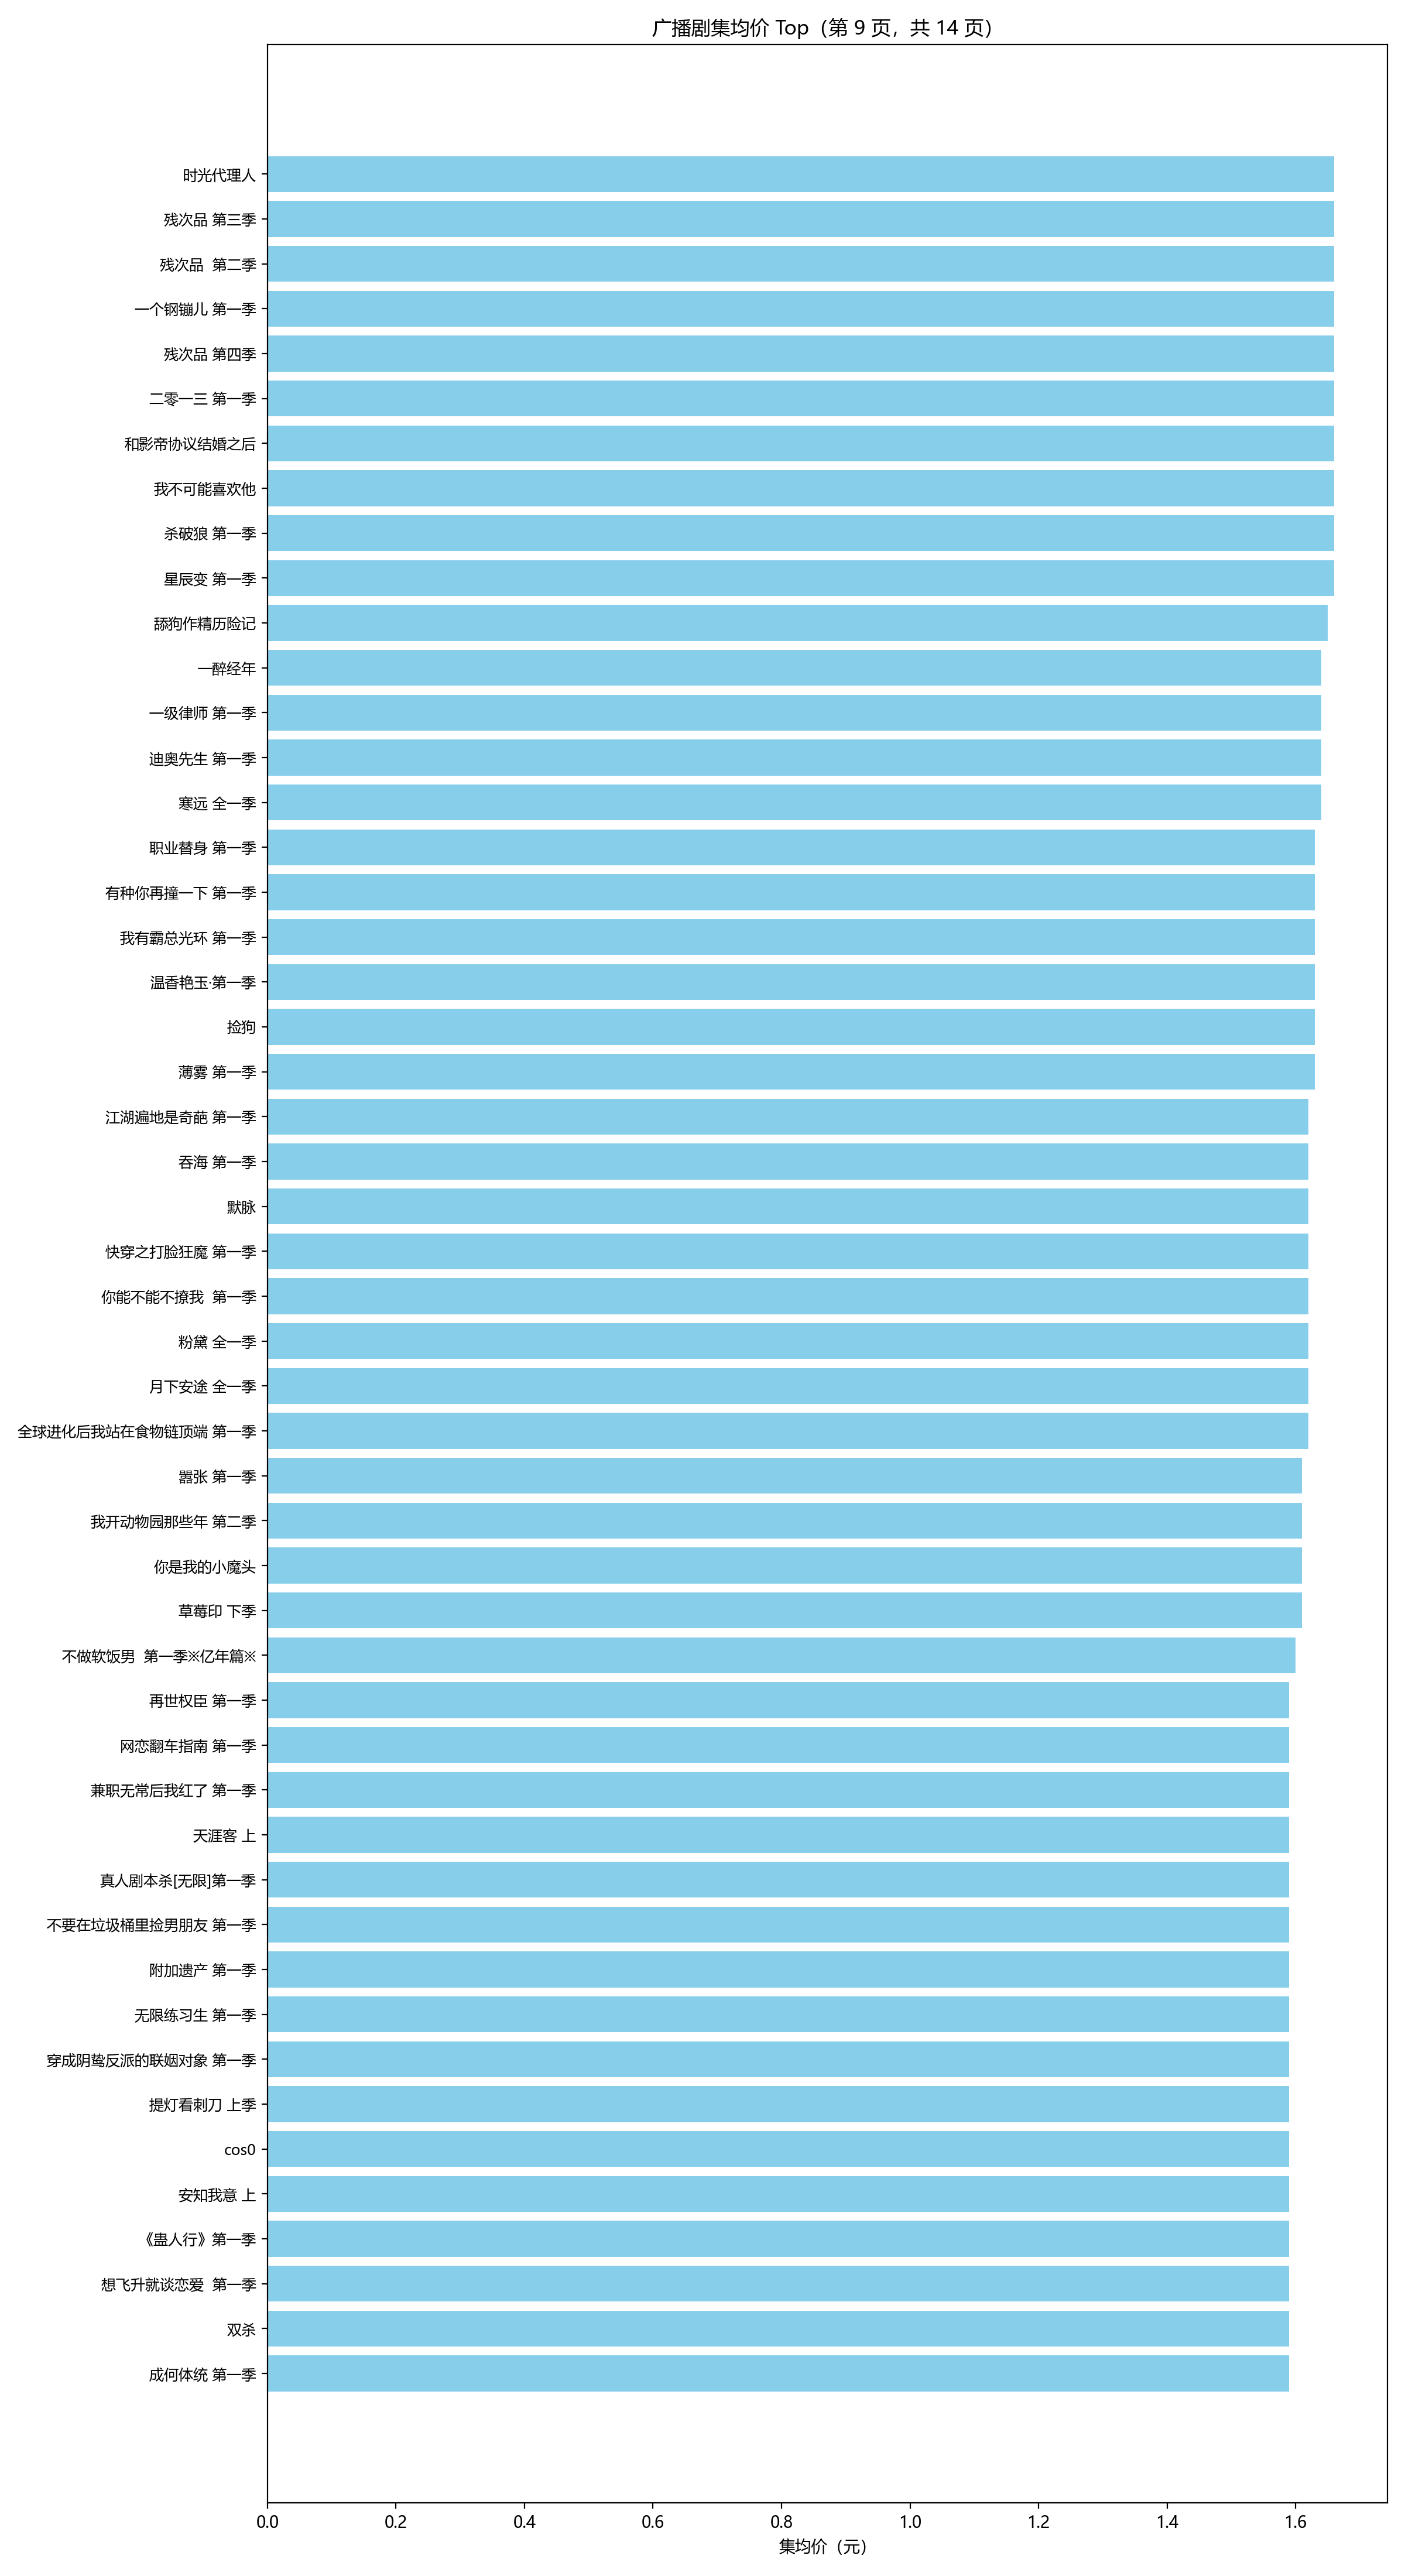 广播剧集均价 Top（第 9 页，共 14 页）
时光代理人
残次品 第三季
残次品  第二季
一个钢镚儿 第一季
残次品 第四季
二零一三 第一季
和影帝协议结婚之后
我不可能喜欢他
杀破狼 第一季
星辰变 第一季
舔狗作精历险记
一醉经年
一级律师 第一季
迪奥先生 第一季
寒远 全一季
职业替身 第一季
有种你再撞一下 第一季
我有霸总光环 第一季
温香艳玉·第一季
捡狗
薄雾 第一季
江湖遍地是奇葩 第一季
吞海 第一季
默脉
快穿之打脸狂魔 第一季
你能不能不撩我  第一季
粉黛 全一季
月下安途 全一季
全球进化后我站在食物链顶端 第一季
嚣张 第一季
我开动物园那些年 第二季
你是我的小魔头
草莓印 下季
不做软饭男  第一季※亿年篇※
再世权臣 第一季
网恋翻车指南 第一季
兼职无常后我红了 第一季
天涯客 上
真人剧本杀[无限]第一季
不要在垃圾桶里捡男朋友 第一季
附加遗产 第一季
无限练习生 第一季
穿成阴鸷反派的联姻对象 第一季
提灯看刺刀 上季
cos0
安知我意 上
《蛊人行》第一季
想飞升就谈恋爱  第一季
双杀
成何体统 第一季
0.0 0.2 0.4 0.6 0.8 1.0 1.2 1.4 1.6
集均价（元）